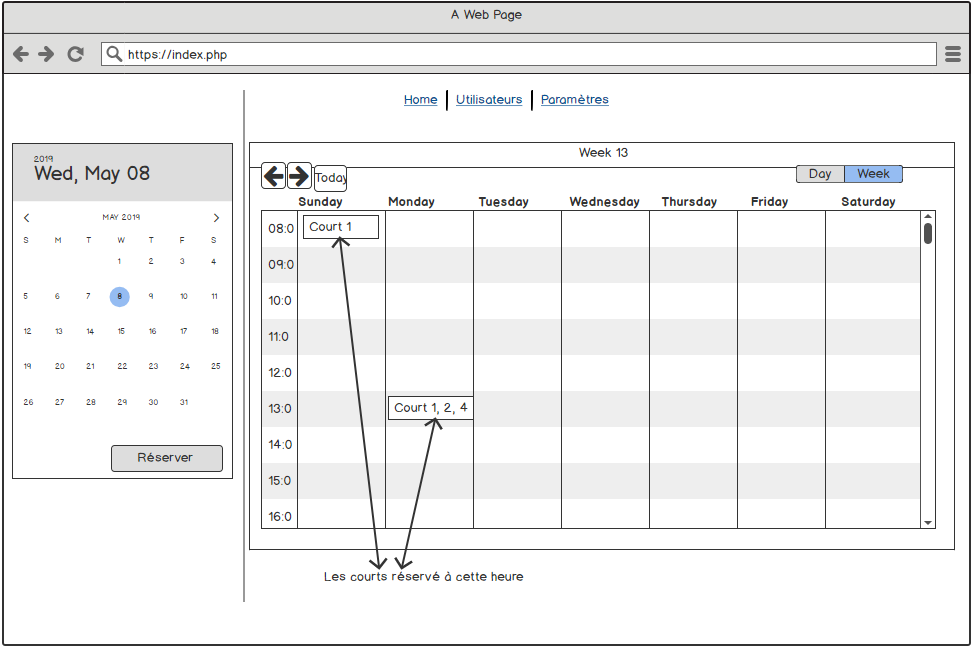 A Web Page
https://index.php
Home Utilisateurs Paramètres
2019
Wed, May 08
MAY 2019
S M T W T F S
1 2 3 4
5 6 7 8 9 10 11
12 13 14 15 16 17 18
19 20 21 22 23 24 25
26 27 28 29 30 31
Réserver
Week 13
Today
Day Week
Sunday Monday Tuesday Wednesday Thursday Friday Saturday
08:0 Court 1
09:0
10:0
11:0
12:0
13:0 Court 1, 2, 4
14:0
15:0
16:0
Les courts réservé à cette heure